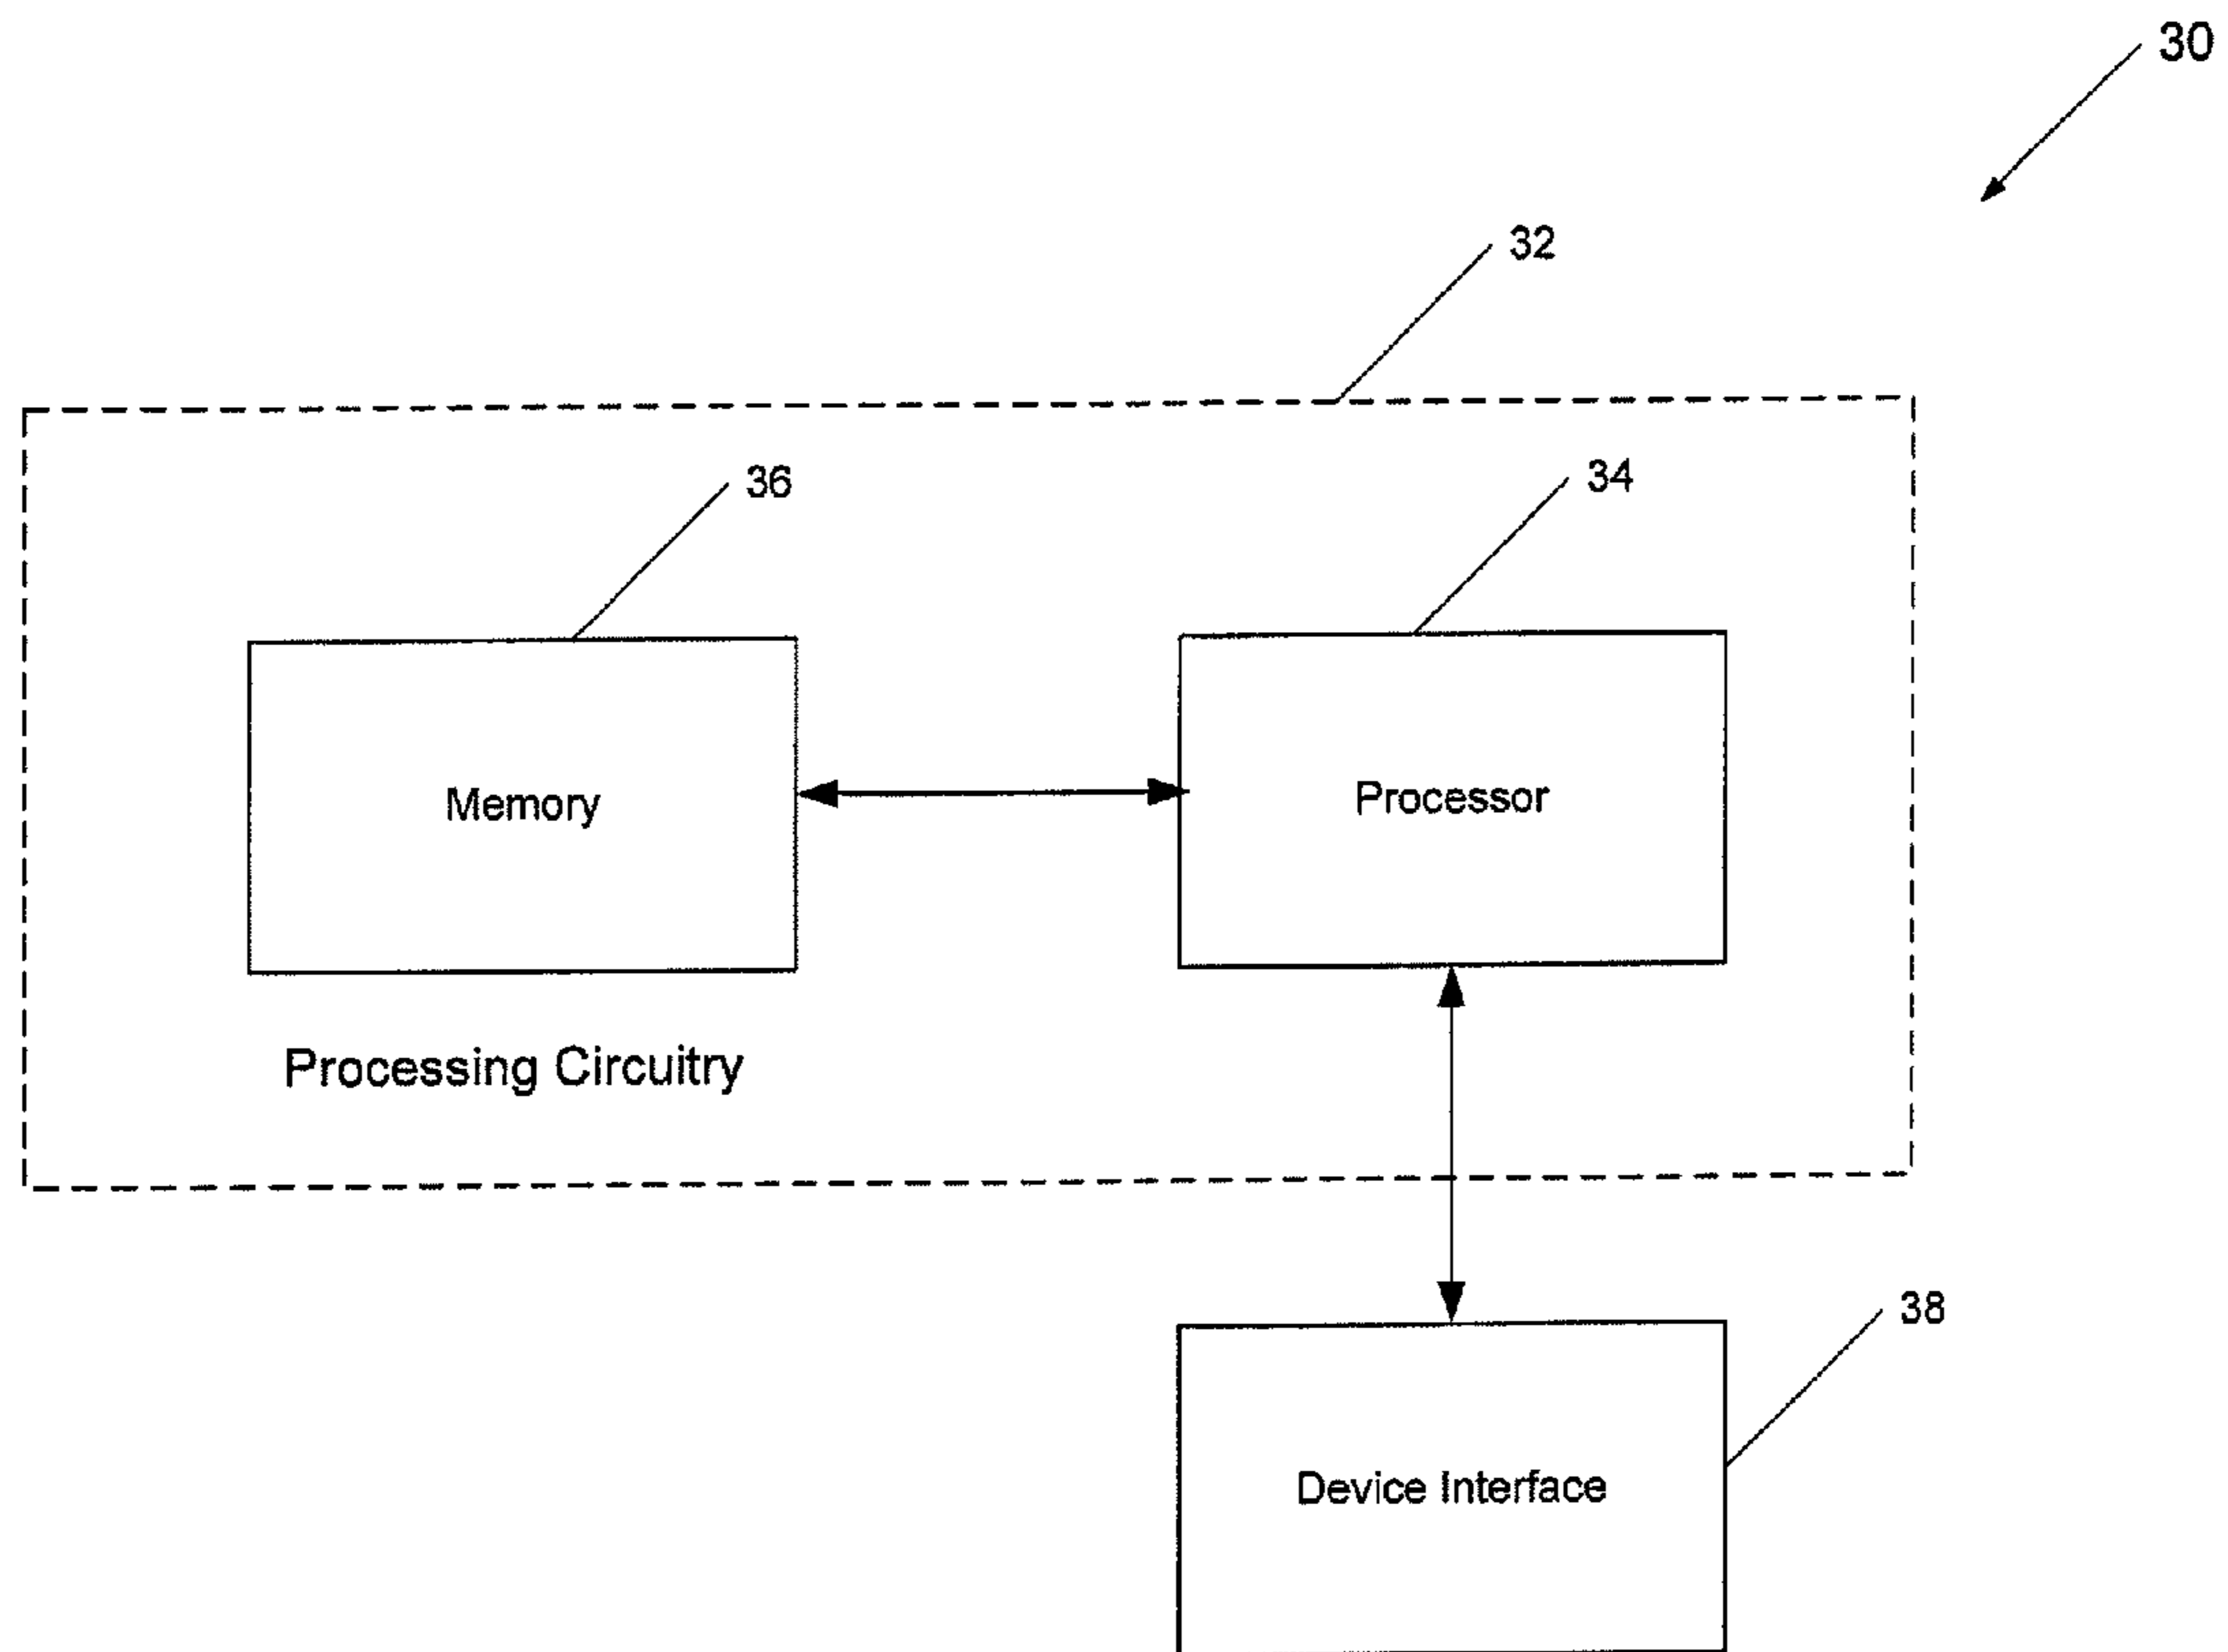 30
32
36
34
Memory
Processor
Processing Circuitry
38
Device Interface